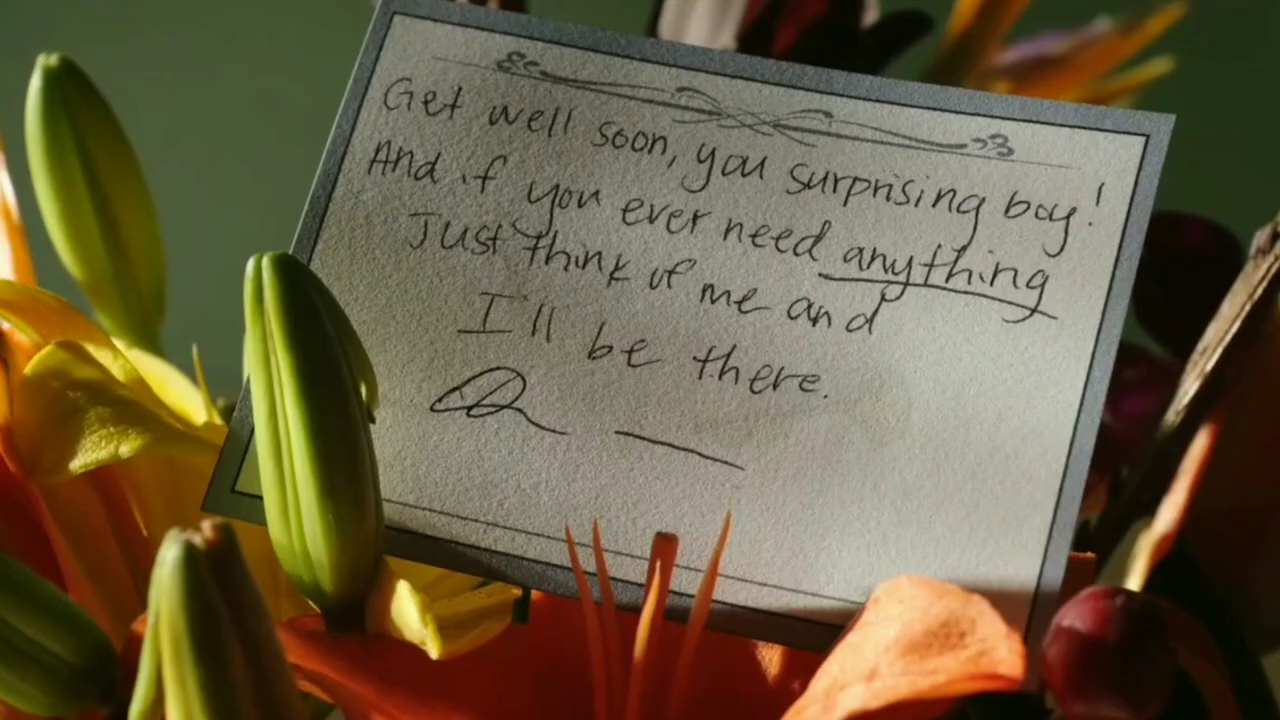 Get well soon, you surprising boy!
And if you ever need anything
Just think of me and
I'll be there.